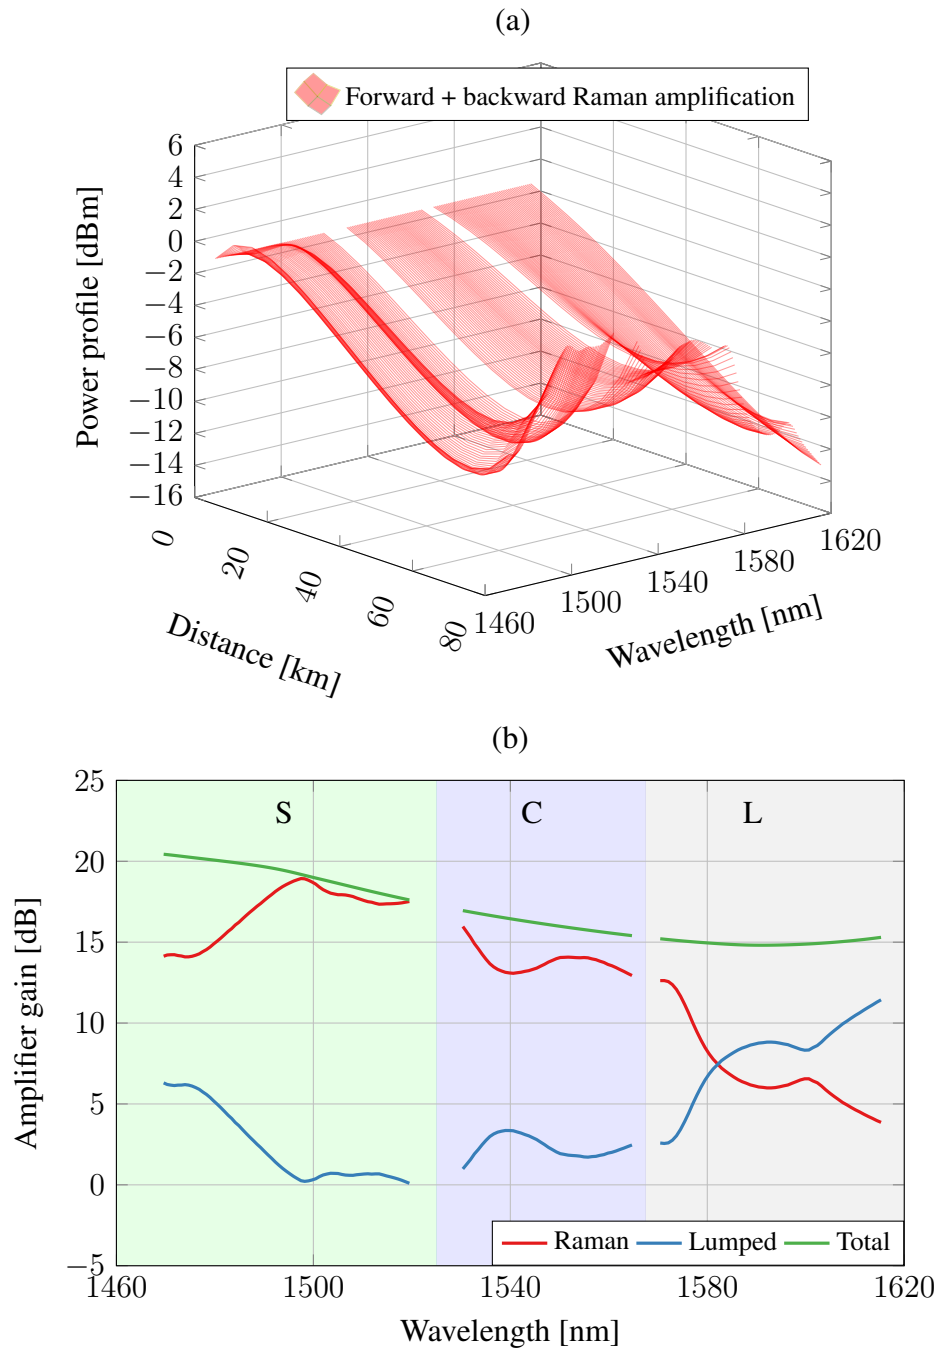 (a)
Forward + backward Raman amplification
6
4
2
0
−2
−4
−6
−8
−10
−12
−14
−16
Power profile [dBm]
0
20
40
60
80
Distance [km]
1460
1500
1540
1580
1620
Wavelength [nm]
(b)
25
20
15
10
5
0
−5
Amplifier gain [dB]
S
C
L
Raman
Lumped
Total
1460
1500
1540
1580
1620
Wavelength [nm]